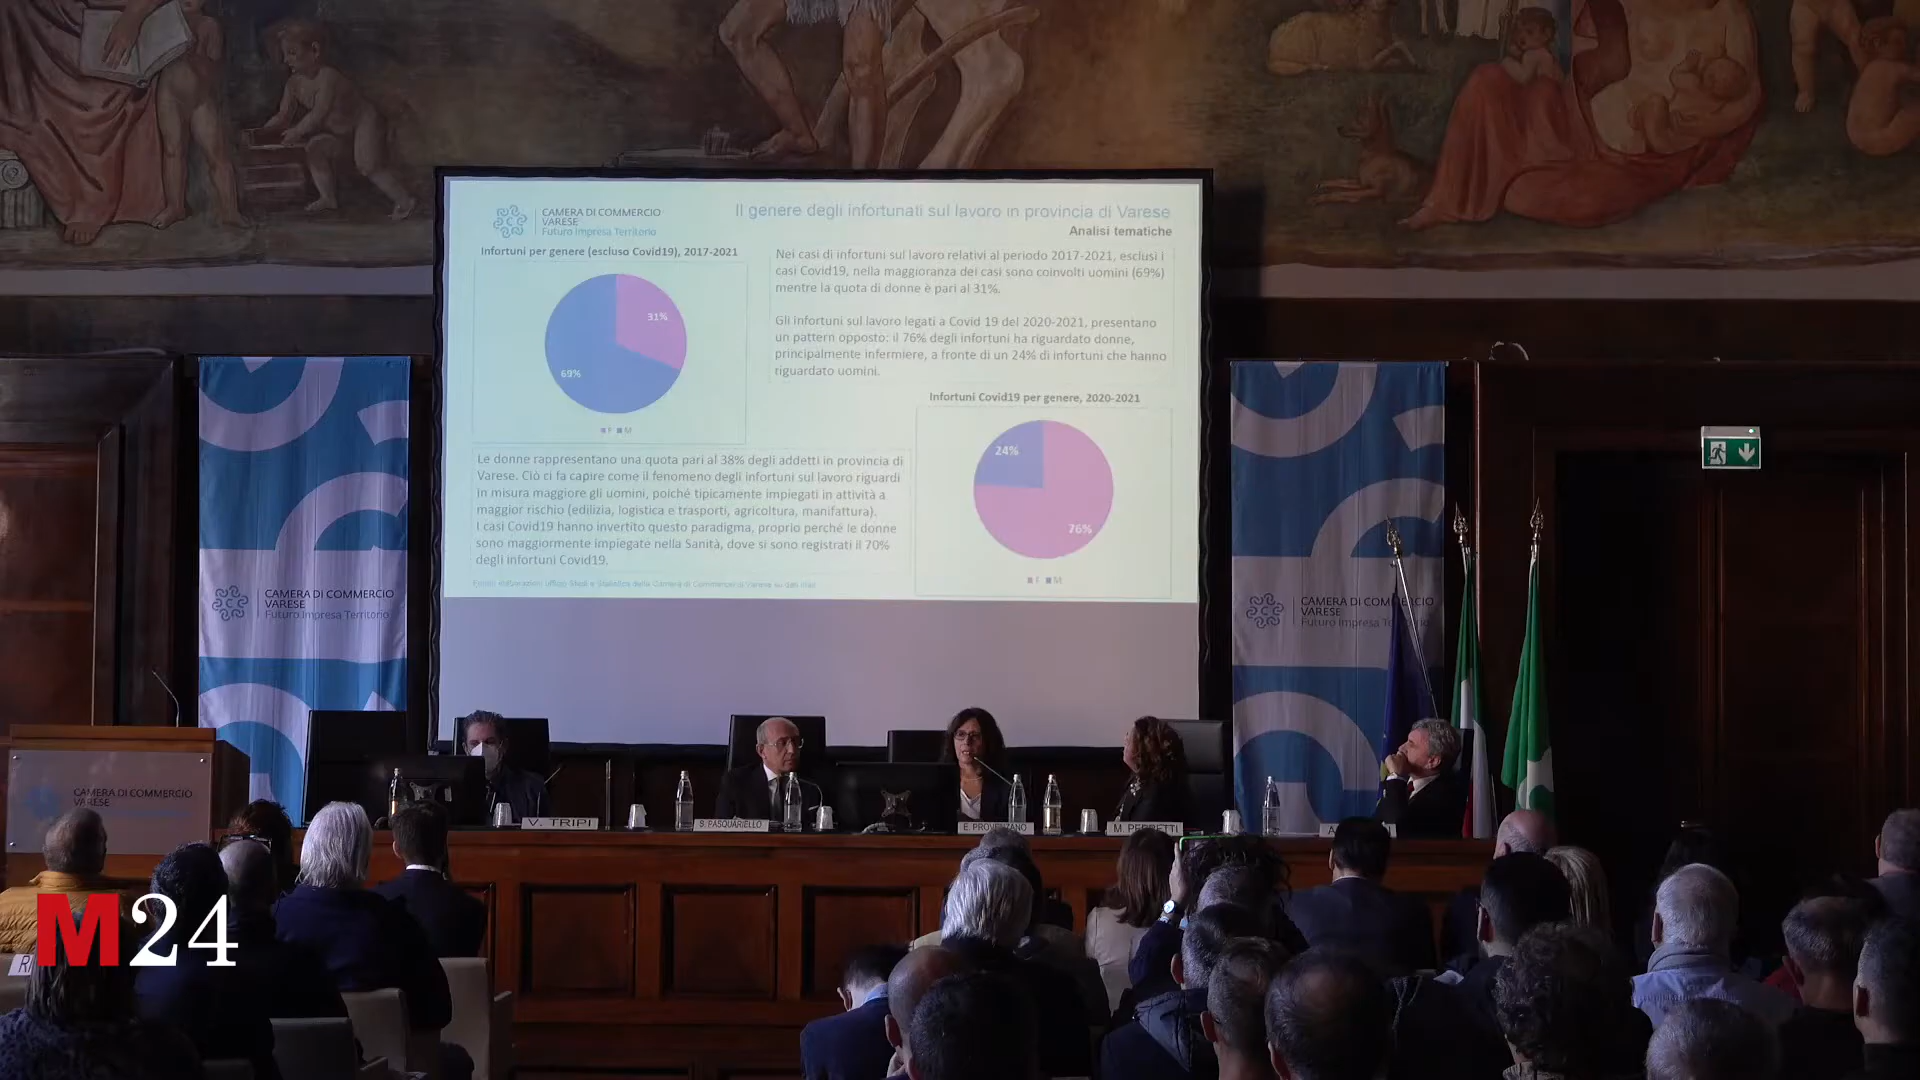 CAMERA DI COMMERCIO
VARESE
Futuro Impresa Territorio
Il genere degli infortunati sul lavoro in provincia di Varese
Analisi tematiche
Infortuni per genere (escluso Covid19), 2017-2021
31%
69%
F M
Nei casi di infortuni sul lavoro relativi al periodo 2017-2021, esclusi i
casi Covid19, nella maggioranza dei casi sono coinvolti uomini (69%)
mentre la quota di donne è pari al 31%.
Gli infortuni sul lavoro legati a Covid 19 del 2020-2021, presentano
un pattern opposto: il 76% degli infortuni ha riguardato donne,
principalmente infermiere, a fronte di un 24% di infortuni che hanno
riguardato uomini.
Infortuni Covid19 per genere, 2020-2021
24%
76%
F M
Le donne rappresentano una quota pari al 38% degli addetti in provincia di
Varese. Ciò ci fa capire come il fenomeno degli infortuni sul lavoro riguardi
in misura maggiore gli uomini, poiché tipicamente impiegati in attività a
maggior rischio (edilizia, logistica e trasporti, agricoltura, manifattura).
I casi Covid19 hanno invertito questo paradigma, proprio perché le donne
sono maggiormente impiegate nella Sanità, dove si sono registrati il 70%
degli infortuni Covid19.
CAMERA DI COMMERCIO
VARESE
Futuro Impresa Territorio
CAMERA DI COMMERCIO
VARESE
Futuro Impresa
CAMERA DI COMMERCIO
VARESE
V. TRIPI
S. PASQUARIELLO
E. PROVENZANO
M. PERRETTI
M24